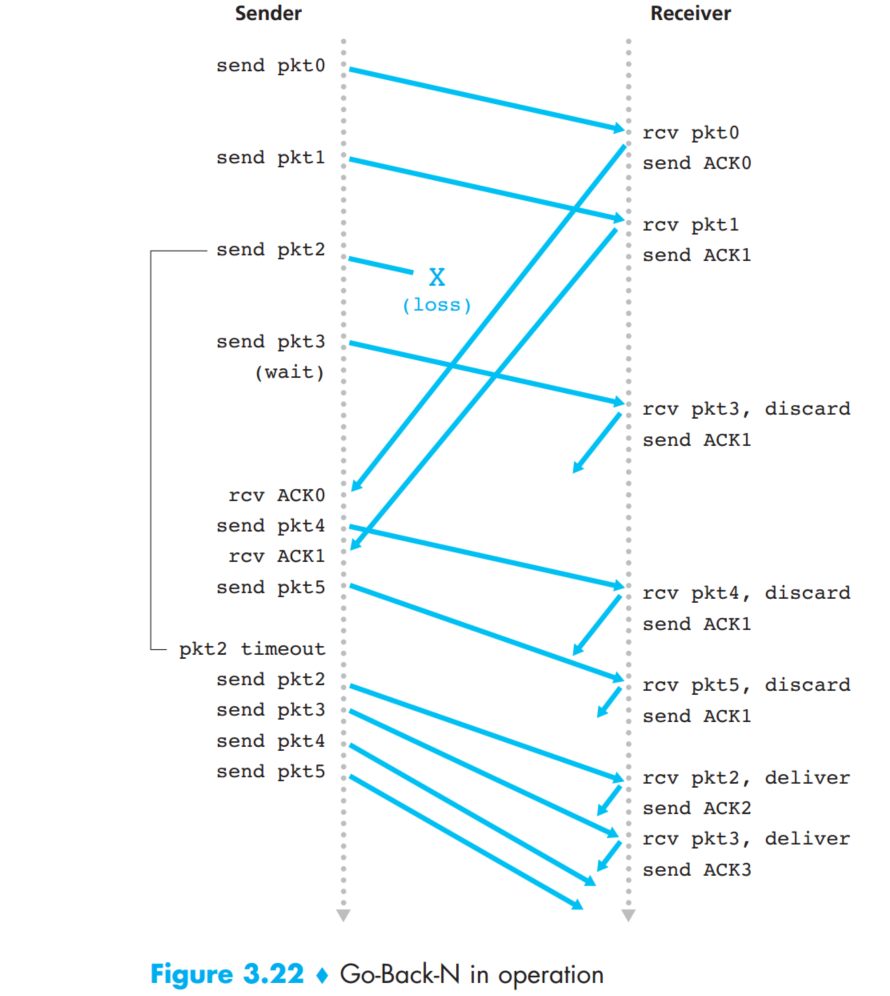 Sender
Receiver
send pkt0
rcv pkt0
send ACK0
send pkt1
rcv pkt1
send ACK1
send pkt2
X
(loss)
send pkt3
(wait)
rcv pkt3, discard
send ACK1
rcv ACK0
send pkt4
rcv ACK1
send pkt5
rcv pkt4, discard
send ACK1
pkt2 timeout
send pkt2
send pkt3
send pkt4
send pkt5
rcv pkt5, discard
send ACK1
rcv pkt2, deliver
send ACK2
rcv pkt3, deliver
send ACK3
Figure 3.22 ♦ Go-Back-N in operation